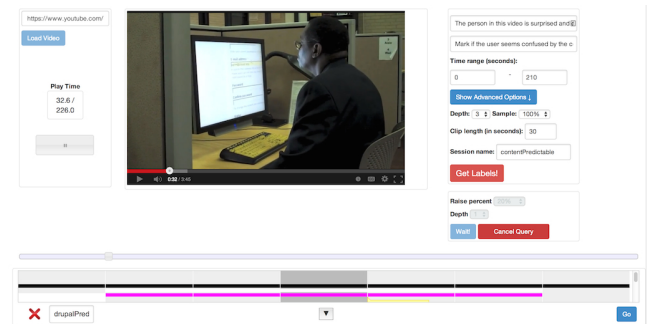 https://www.youtube.com/
Load Video
Play Time
32.6 /
226.0
0:32 / 3:45
The person in this video is surprised and
Mark if the user seems confused by the c
Time range (seconds):
0 - 210
Show Advanced Options ↓
Depth: 3 Sample: 100%
Clip length (in seconds): 30
Session name: contentPredictable
Get Labels!
Raise percent 20%
Depth
Wait! Cancel Query
drupalPred
Go